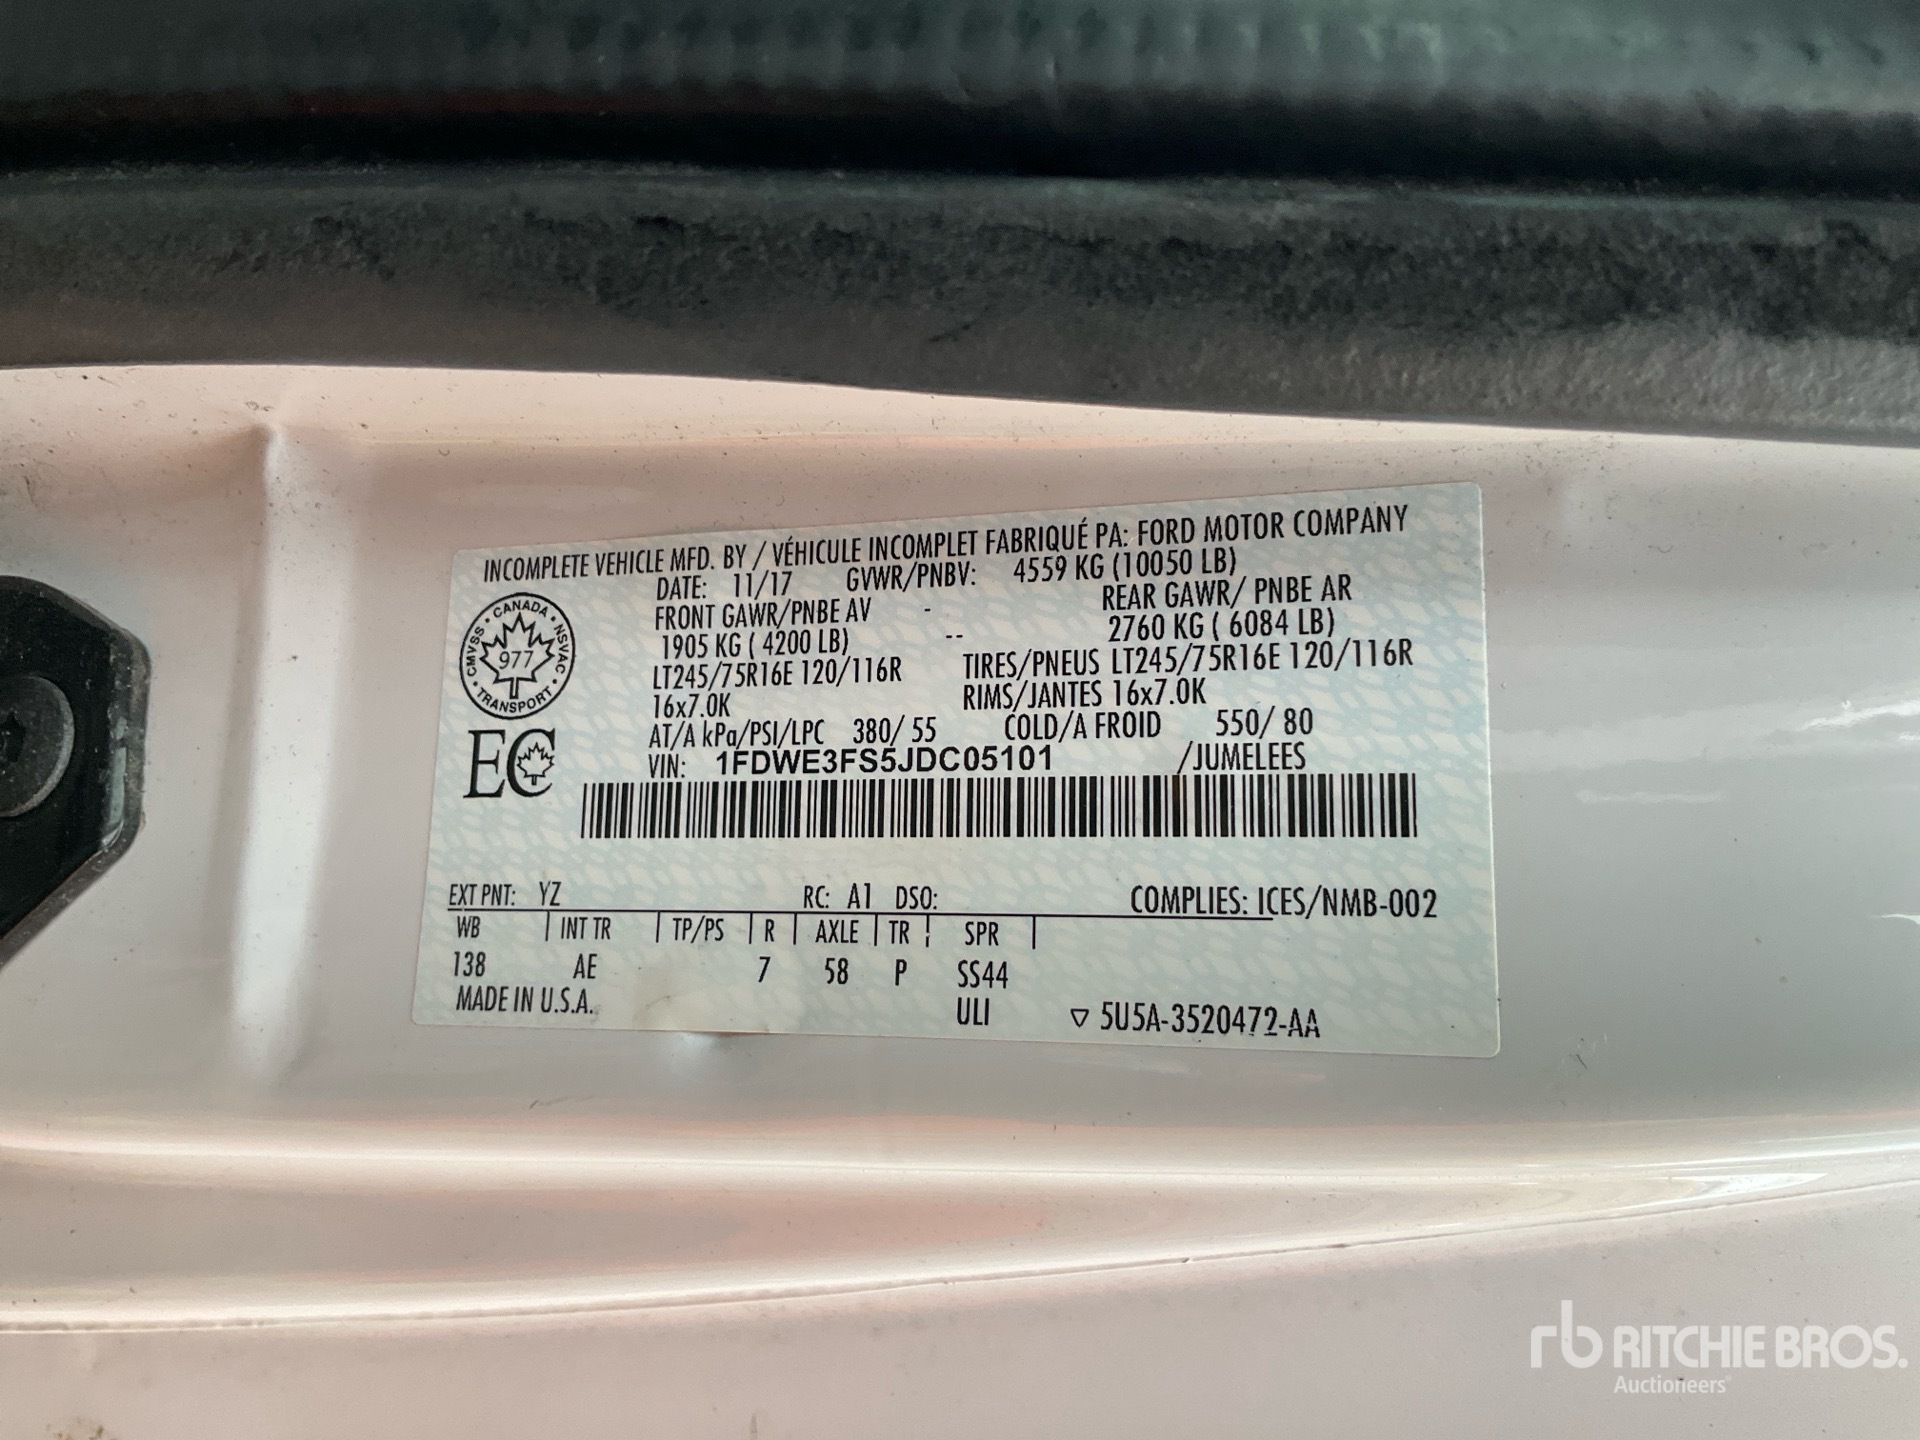 INCOMPLETE VEHICLE MFD. BY / VÉHICULE INCOMPLET FABRIQUÉ PA: FORD MOTOR COMPANY
DATE: 11/17 GVWR/PNBV: 4559 KG (10050 LB)
FRONT GAWR/PNBE AV - REAR GAWR/ PNBE AR
1905 KG ( 4200 LB) -- 2760 KG ( 6084 LB)
LT245/75R16E 120/116R TIRES/PNEUS LT245/75R16E 120/116R
16x7.0K RIMS/JANTES 16x7.0K
AT/A kPa/PSI/LPC 380/ 55 COLD/A FROID 550/ 80
VIN: 1FDWE3FS5JDC05101 /JUMELEES
CANADA
CMVSS NSVAC
977
TRANSPORT
EC
EXT PNT: YZ RC: A1 DSO: COMPLIES: ICES/NMB-002
WB | INT TR | TP/PS | R | AXLE | TR | SPR |
138 AE 7 58 P SS44
MADE IN U.S.A. ULI ▽ 5U5A-3520472-AA
rb RITCHIE BROS.
Auctioneers